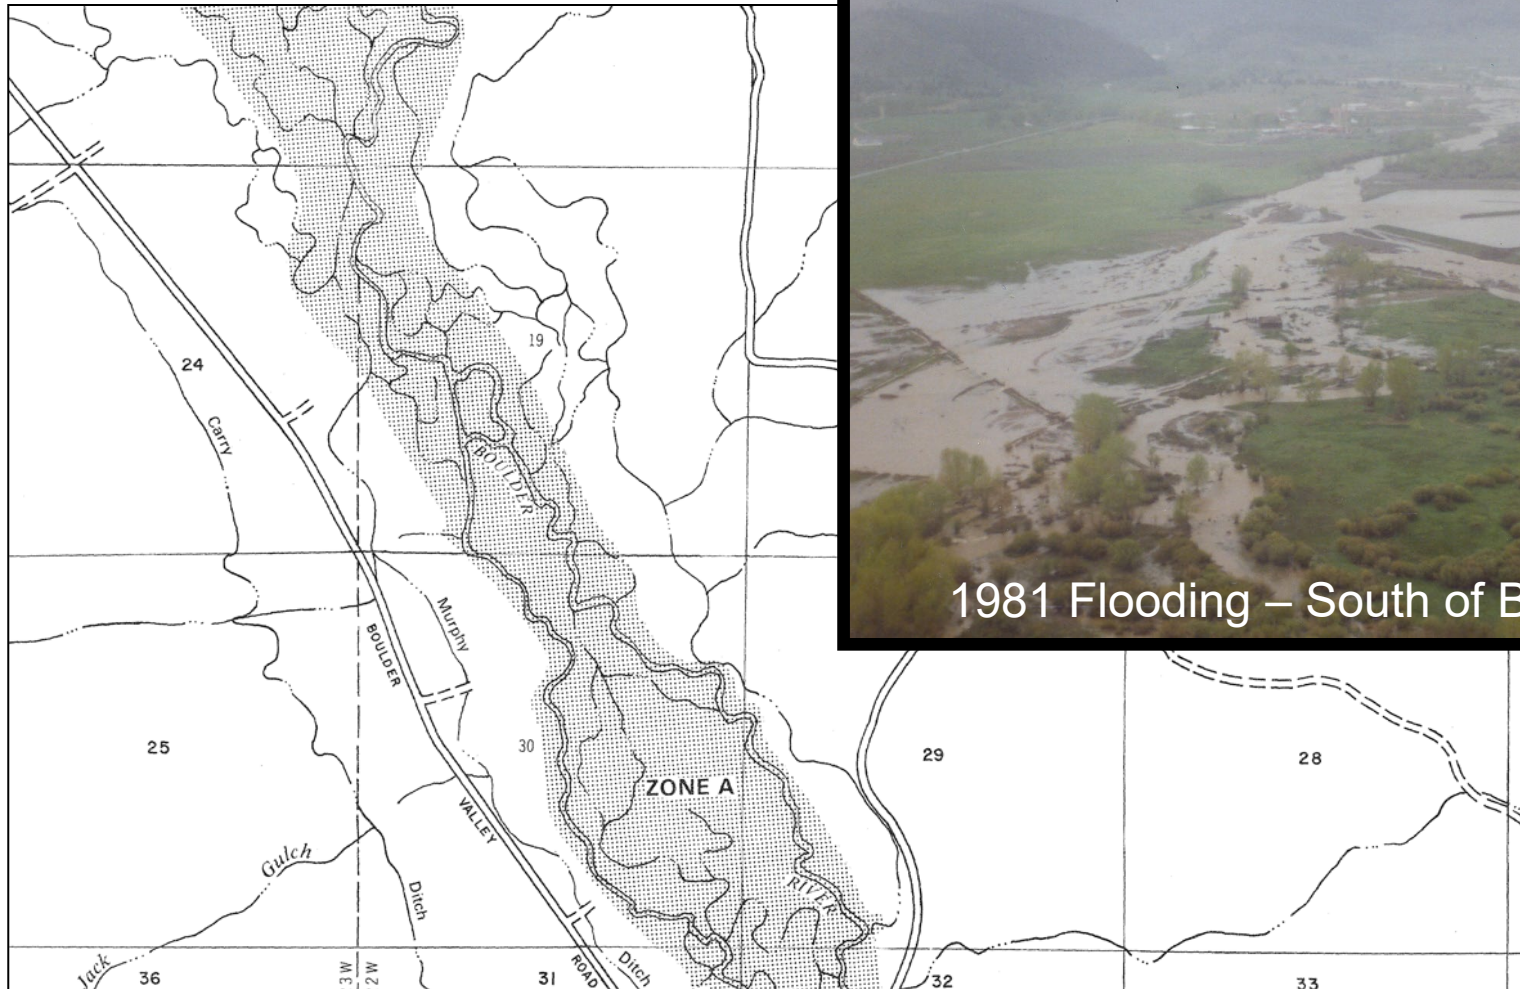 1981 Flooding – South of B
19
24
Carry
BOULDER
Murphy
BOULDER
25
30
ZONE A
29
28
VALLEY
Gulch
Ditch
RIVER
Jack
36
3 W
2 W
31
ROAD
Ditch
32
33